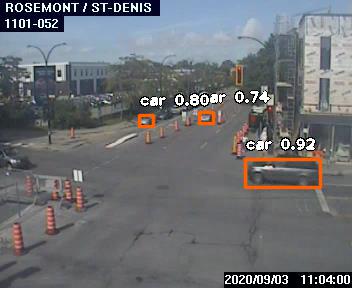 ROSEMONT / ST-DENIS
1101-052
car 0.80
ar 0.74
car 0.92
2020/09/03 11:04:00